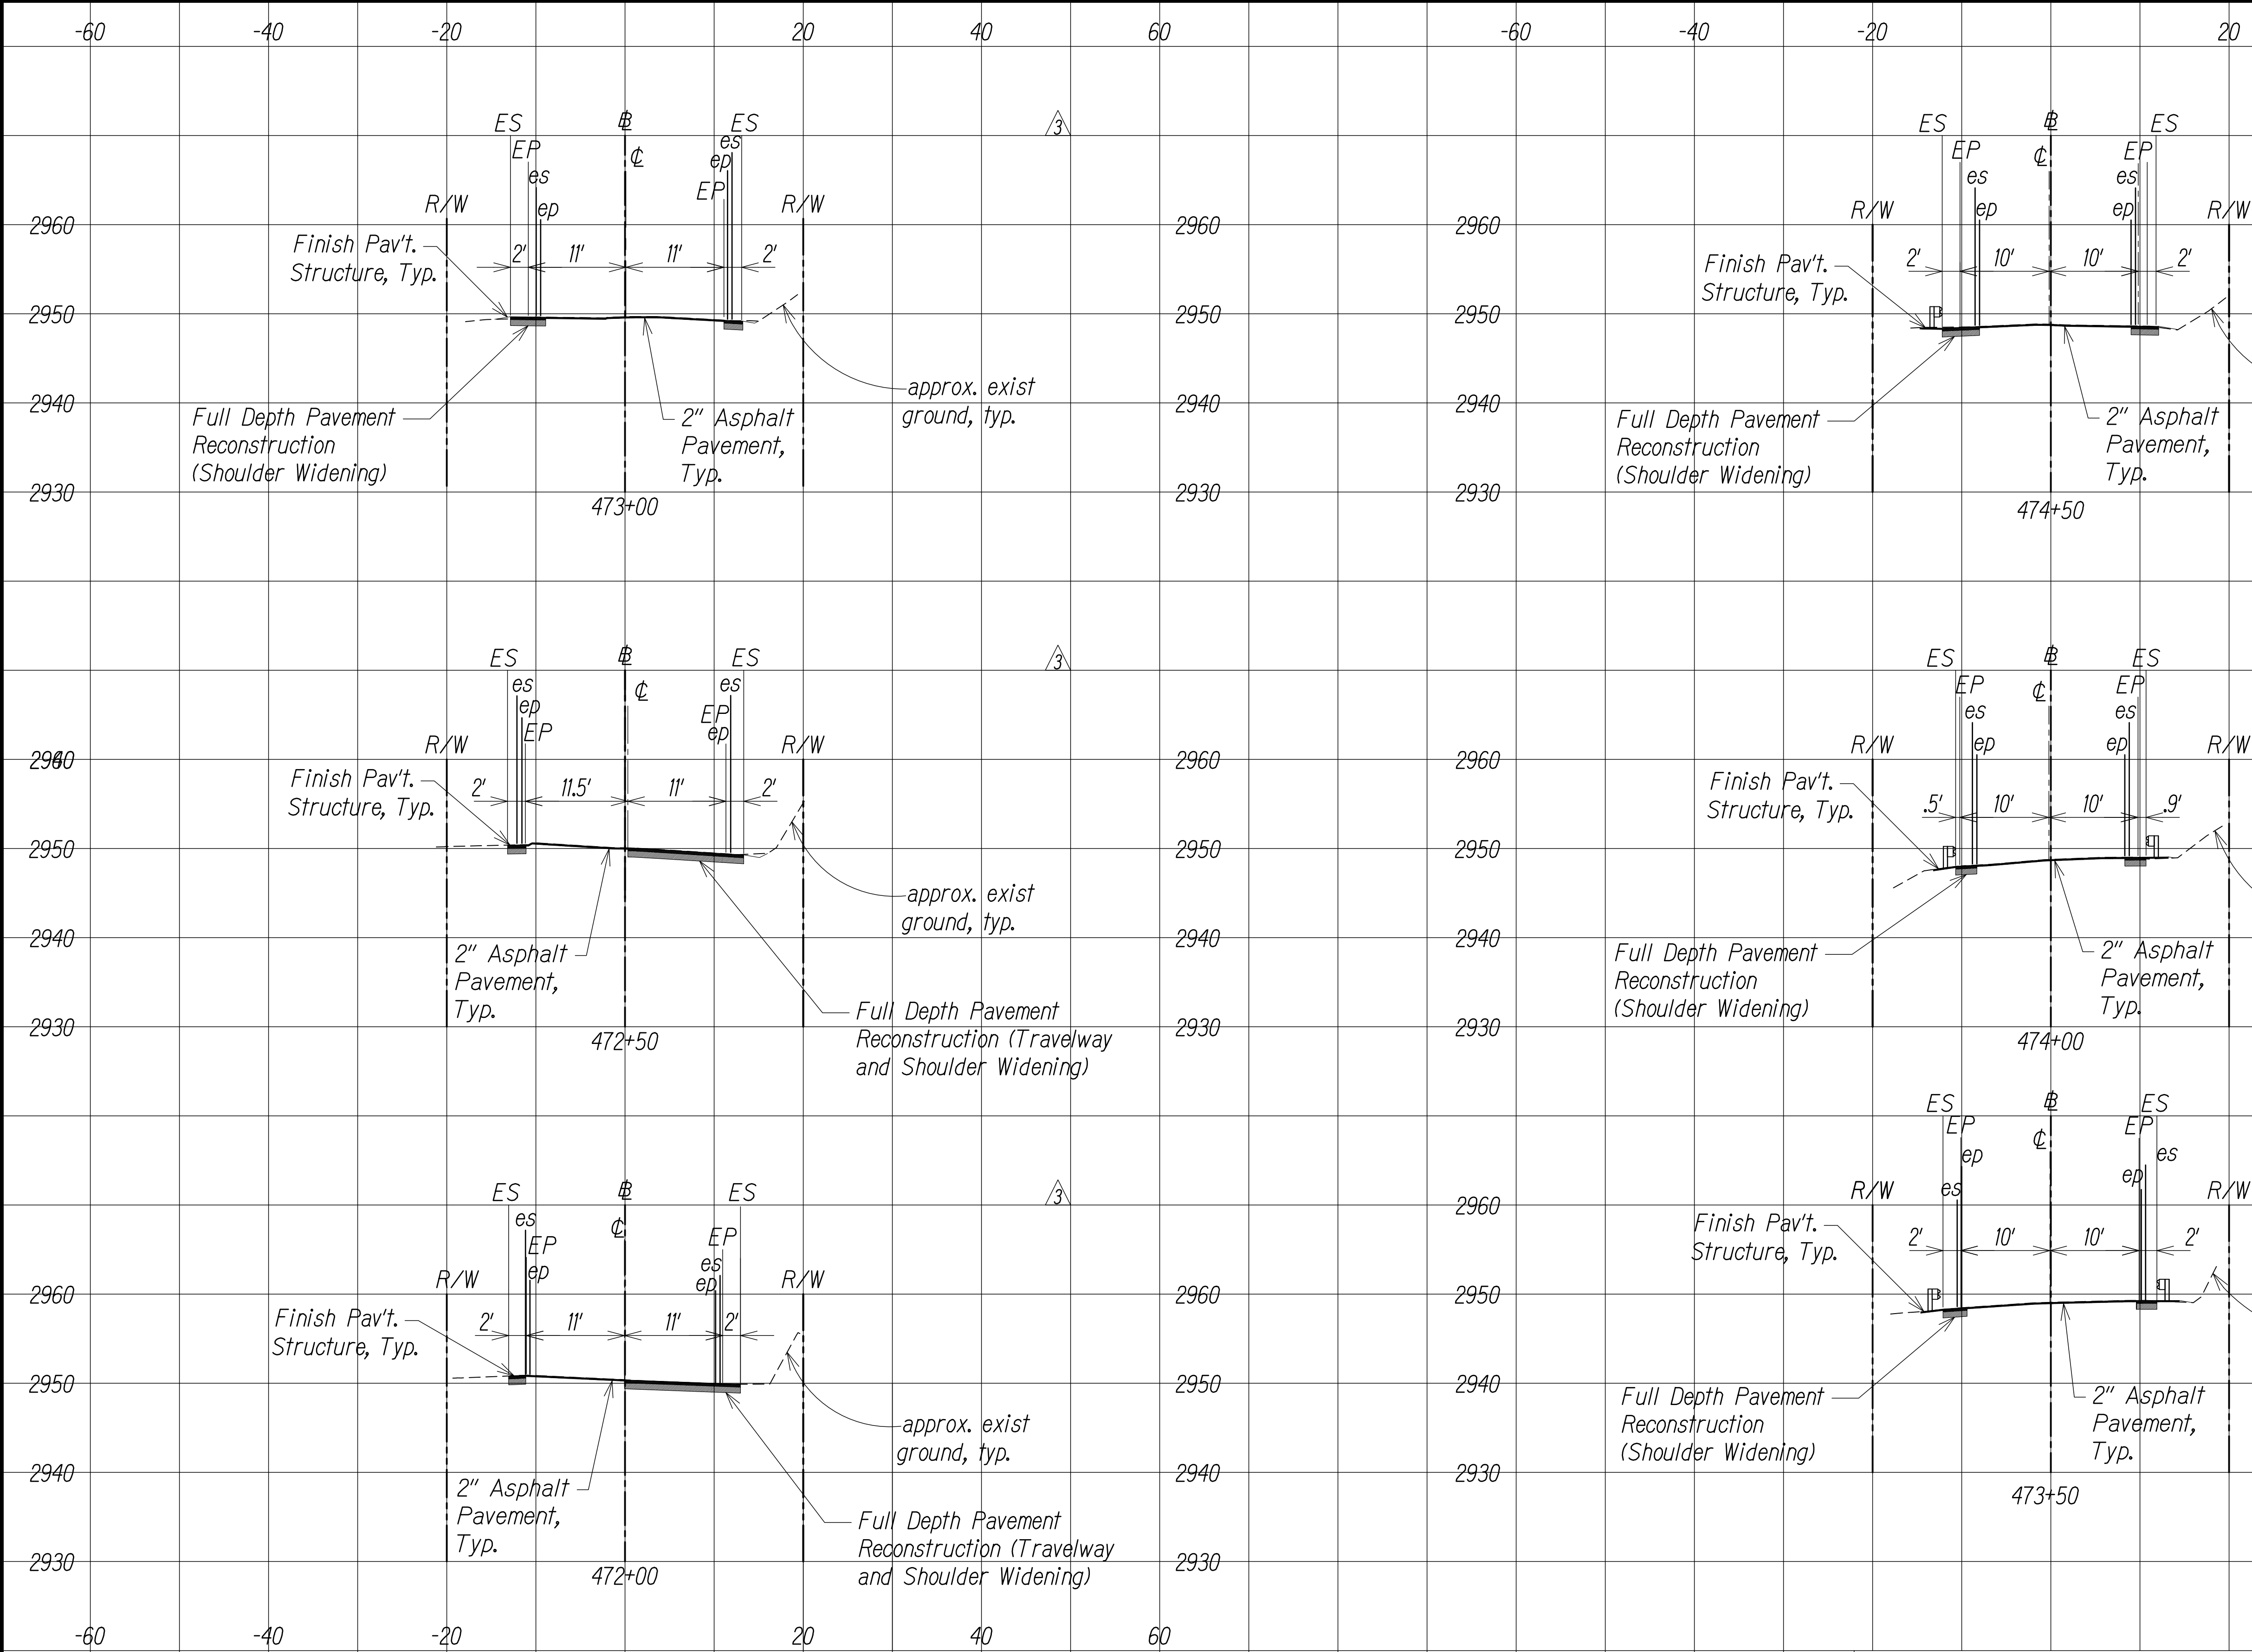 -60 -40 -20 20 40 60 -60 -40 -20 20
ES
EP
es
ep
R/W
ES
es
ep
EP
R/W
3
2960
2960
Finish Pav't.
Structure, Typ.
2' 11' 11' 2'
2950
2950
approx. exist
ground, typ.
2940
2940
Full Depth Pavement
Reconstruction
(Shoulder Widening)
2" Asphalt
Pavement,
Typ.
2930
2930
473+00
ES
EP
es
ep
R/W
ES
EP
es
ep
R/W
2960
Finish Pav't.
Structure, Typ.
2' 10' 10' 2'
2950
2940
Full Depth Pavement
Reconstruction
(Shoulder Widening)
2" Asphalt
Pavement,
Typ.
2930
474+50
ES
es
ep
EP
R/W
ES
es
EP
ep
R/W
3
2960
Finish Pav't.
Structure, Typ.
2' 11.5' 11' 2'
2950
2950
approx. exist
ground, typ.
2940
2940
2" Asphalt
Pavement,
Typ.
Full Depth Pavement
Reconstruction (Travelway
and Shoulder Widening)
2930
2930
472+50
ES
EP
es
ep
R/W
ES
EP
es
ep
R/W
2960
Finish Pav't.
Structure, Typ.
.5' 10' 10' .9'
2950
2940
Full Depth Pavement
Reconstruction
(Shoulder Widening)
2" Asphalt
Pavement,
Typ.
2930
474+00
ES
es
EP
ep
R/W
ES
EP
es
ep
R/W
3
2960
2960
Finish Pav't.
Structure, Typ.
2' 11' 11' 2'
2950
2950
approx. exist
ground, typ.
2940
2940
2" Asphalt
Pavement,
Typ.
Full Depth Pavement
Reconstruction (Travelway
and Shoulder Widening)
2930
2930
472+00
ES
EP
ep
es
R/W
ES
EP
es
ep
R/W
2960
Finish Pav't.
Structure, Typ.
2' 10' 10' 2'
2950
2940
Full Depth Pavement
Reconstruction
(Shoulder Widening)
2" Asphalt
Pavement,
Typ.
2930
473+50
-60 -40 -20 20 40 60